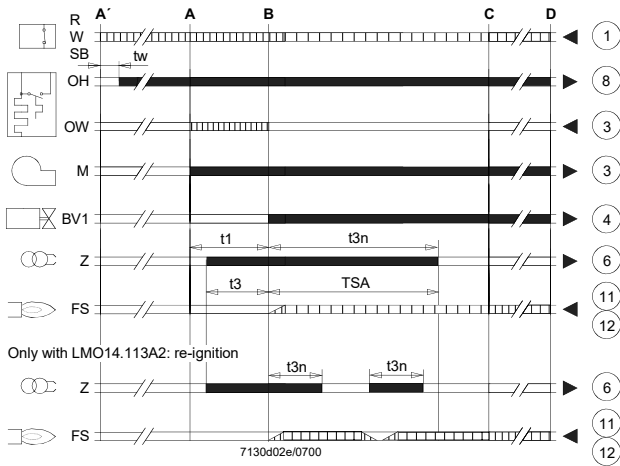 R A´ A B C D
W 1
SB tw
OH 8
OW 3
M 3
BV1 4
t1 t3n
Z 6
t3 TSA
FS 11
12
Only with LMO14.113A2: re-ignition
t3n t3n
Z 6
FS 11
12
7130d02e/0700